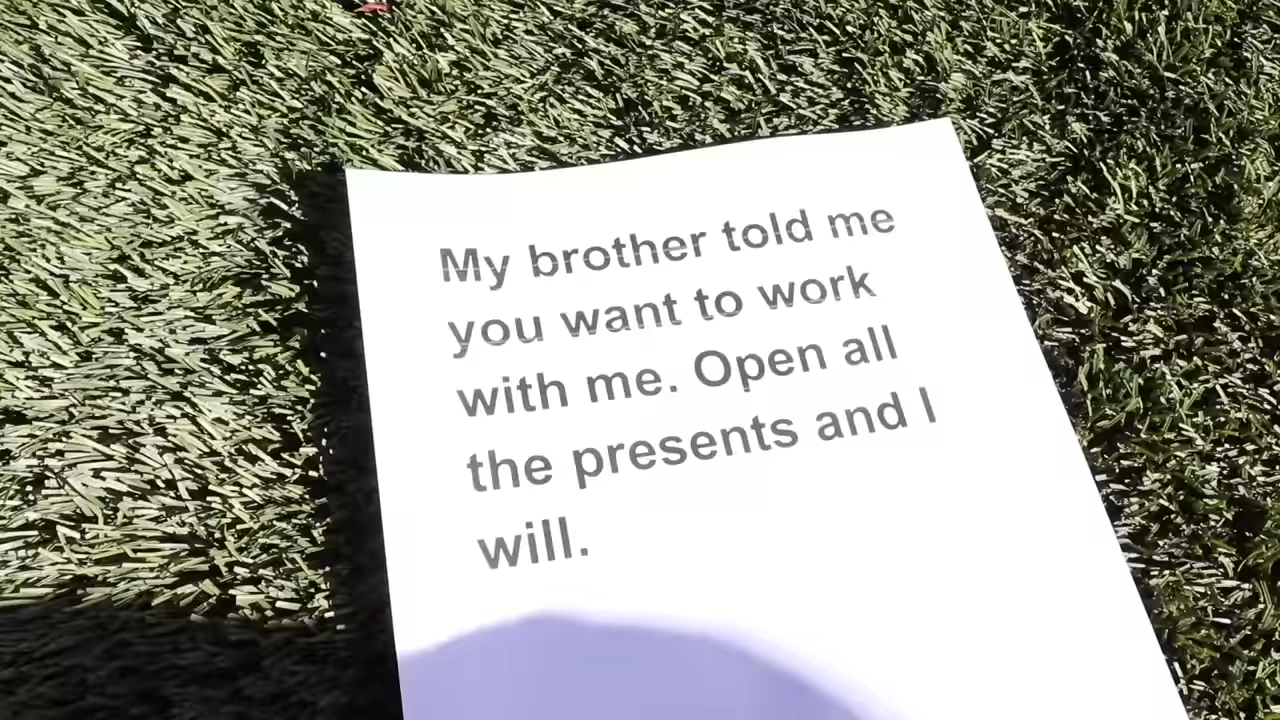 My brother told me
you want to work
with me. Open all
the presents and I
will.